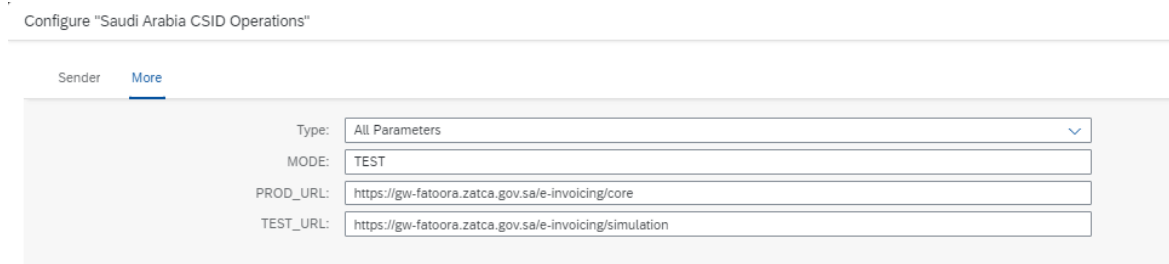 Configure "Saudi Arabia CSID Operations"
Sender More
Type: All Parameters
MODE: TEST
PROD_URL: https://gw-fatoora.zatca.gov.sa/e-invoicing/core
TEST_URL: https://gw-fatoora.zatca.gov.sa/e-invoicing/simulation